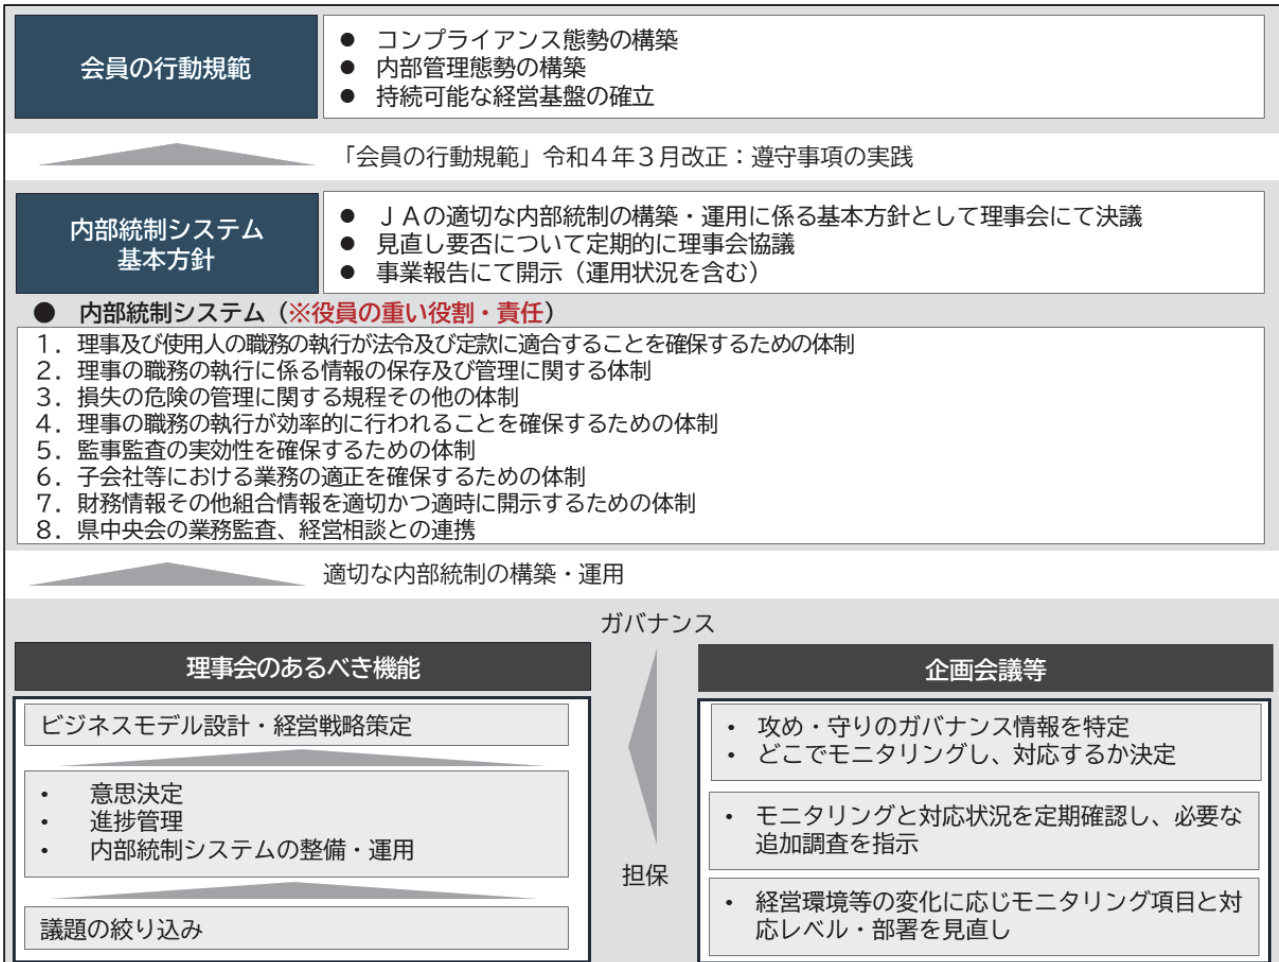 会員の行動規範
● コンプライアンス態勢の構築
● 内部管理態勢の構築
● 持続可能な経営基盤の確立
「会員の行動規範」令和４年３月改正：遵守事項の実践
内部統制システム
基本方針
● ＪＡの適切な内部統制の構築・運用に係る基本方針として理事会にて決議
● 見直し要否について定期的に理事会協議
● 事業報告にて開示（運用状況を含む）
● 内部統制システム（※役員の重い役割・責任）
１．理事及び使用人の職務の執行が法令及び定款に適合することを確保するための体制
２．理事の職務の執行に係る情報の保存及び管理に関する体制
３．損失の危険の管理に関する規程その他の体制
４．理事の職務の執行が効率的に行われることを確保するための体制
５．監事監査の実効性を確保するための体制
６．子会社等における業務の適正を確保するための体制
７．財務情報その他組合情報を適切かつ適時に開示するための体制
８．県中央会の業務監査、経営相談との連携
適切な内部統制の構築・運用
ガバナンス
理事会のあるべき機能
ビジネスモデル設計・経営戦略策定
・ 意思決定
・ 進捗管理
・ 内部統制システムの整備・運用
議題の絞り込み
担保
企画会議等
・ 攻め・守りのガバナンス情報を特定
・ どこでモニタリングし、対応するか決定
・ モニタリングと対応状況を定期確認し、必要な
追加調査を指示
・ 経営環境等の変化に応じモニタリング項目と対
応レベル・部署を見直し